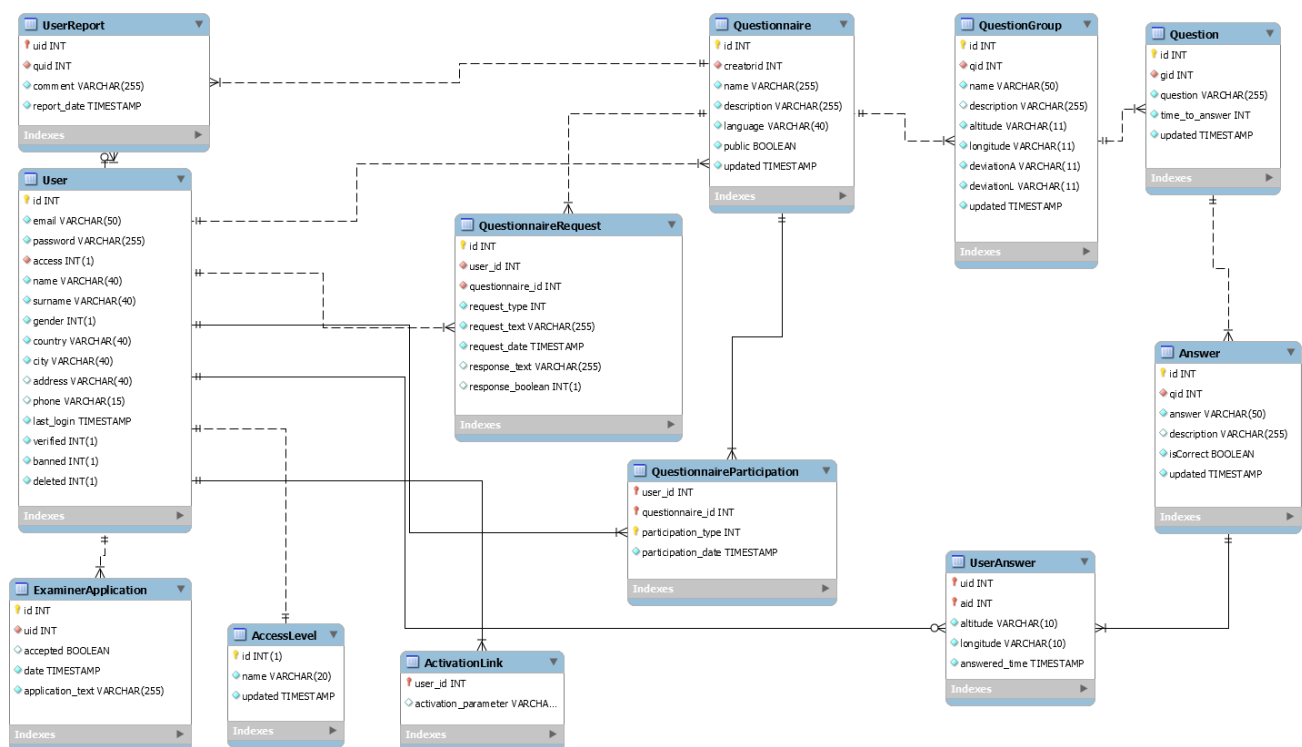 UserReport
uid INT
quid INT
comment VARCHAR(255)
report_date TIMESTAMP
Indexes
User
id INT
email VARCHAR(50)
password VARCHAR(255)
access INT(1)
name VARCHAR(40)
surname VARCHAR(40)
gender INT(1)
country VARCHAR(40)
city VARCHAR(40)
address VARCHAR(40)
phone VARCHAR(15)
last_login TIMESTAMP
verified INT(1)
banned INT(1)
deleted INT(1)
Indexes
ExaminerApplication
id INT
uid INT
accepted BOOLEAN
date TIMESTAMP
application_text VARCHAR(255)
Indexes
AccessLevel
id INT(1)
name VARCHAR(20)
updated TIMESTAMP
Indexes
ActivationLink
user_id INT
activation_parameter VARCHA...
Indexes
QuestionnaireRequest
id INT
user_id INT
questionnaire_id INT
request_type INT
request_text VARCHAR(255)
request_date TIMESTAMP
response_text VARCHAR(255)
response_boolean INT(1)
Indexes
Questionnaire
id INT
creatorid INT
name VARCHAR(255)
description VARCHAR(255)
language VARCHAR(40)
public BOOLEAN
updated TIMESTAMP
Indexes
QuestionnaireParticipation
user_id INT
questionnaire_id INT
participation_type INT
participation_date TIMESTAMP
Indexes
QuestionGroup
id INT
qid INT
name VARCHAR(50)
description VARCHAR(255)
altitude VARCHAR(11)
longitude VARCHAR(11)
deviationA VARCHAR(11)
deviationL VARCHAR(11)
updated TIMESTAMP
Indexes
Question
id INT
gid INT
question VARCHAR(255)
time_to_answer INT
updated TIMESTAMP
Indexes
Answer
id INT
qid INT
answer VARCHAR(50)
description VARCHAR(255)
isCorrect BOOLEAN
updated TIMESTAMP
Indexes
UserAnswer
uid INT
aid INT
altitude VARCHAR(10)
longitude VARCHAR(10)
answered_time TIMESTAMP
Indexes